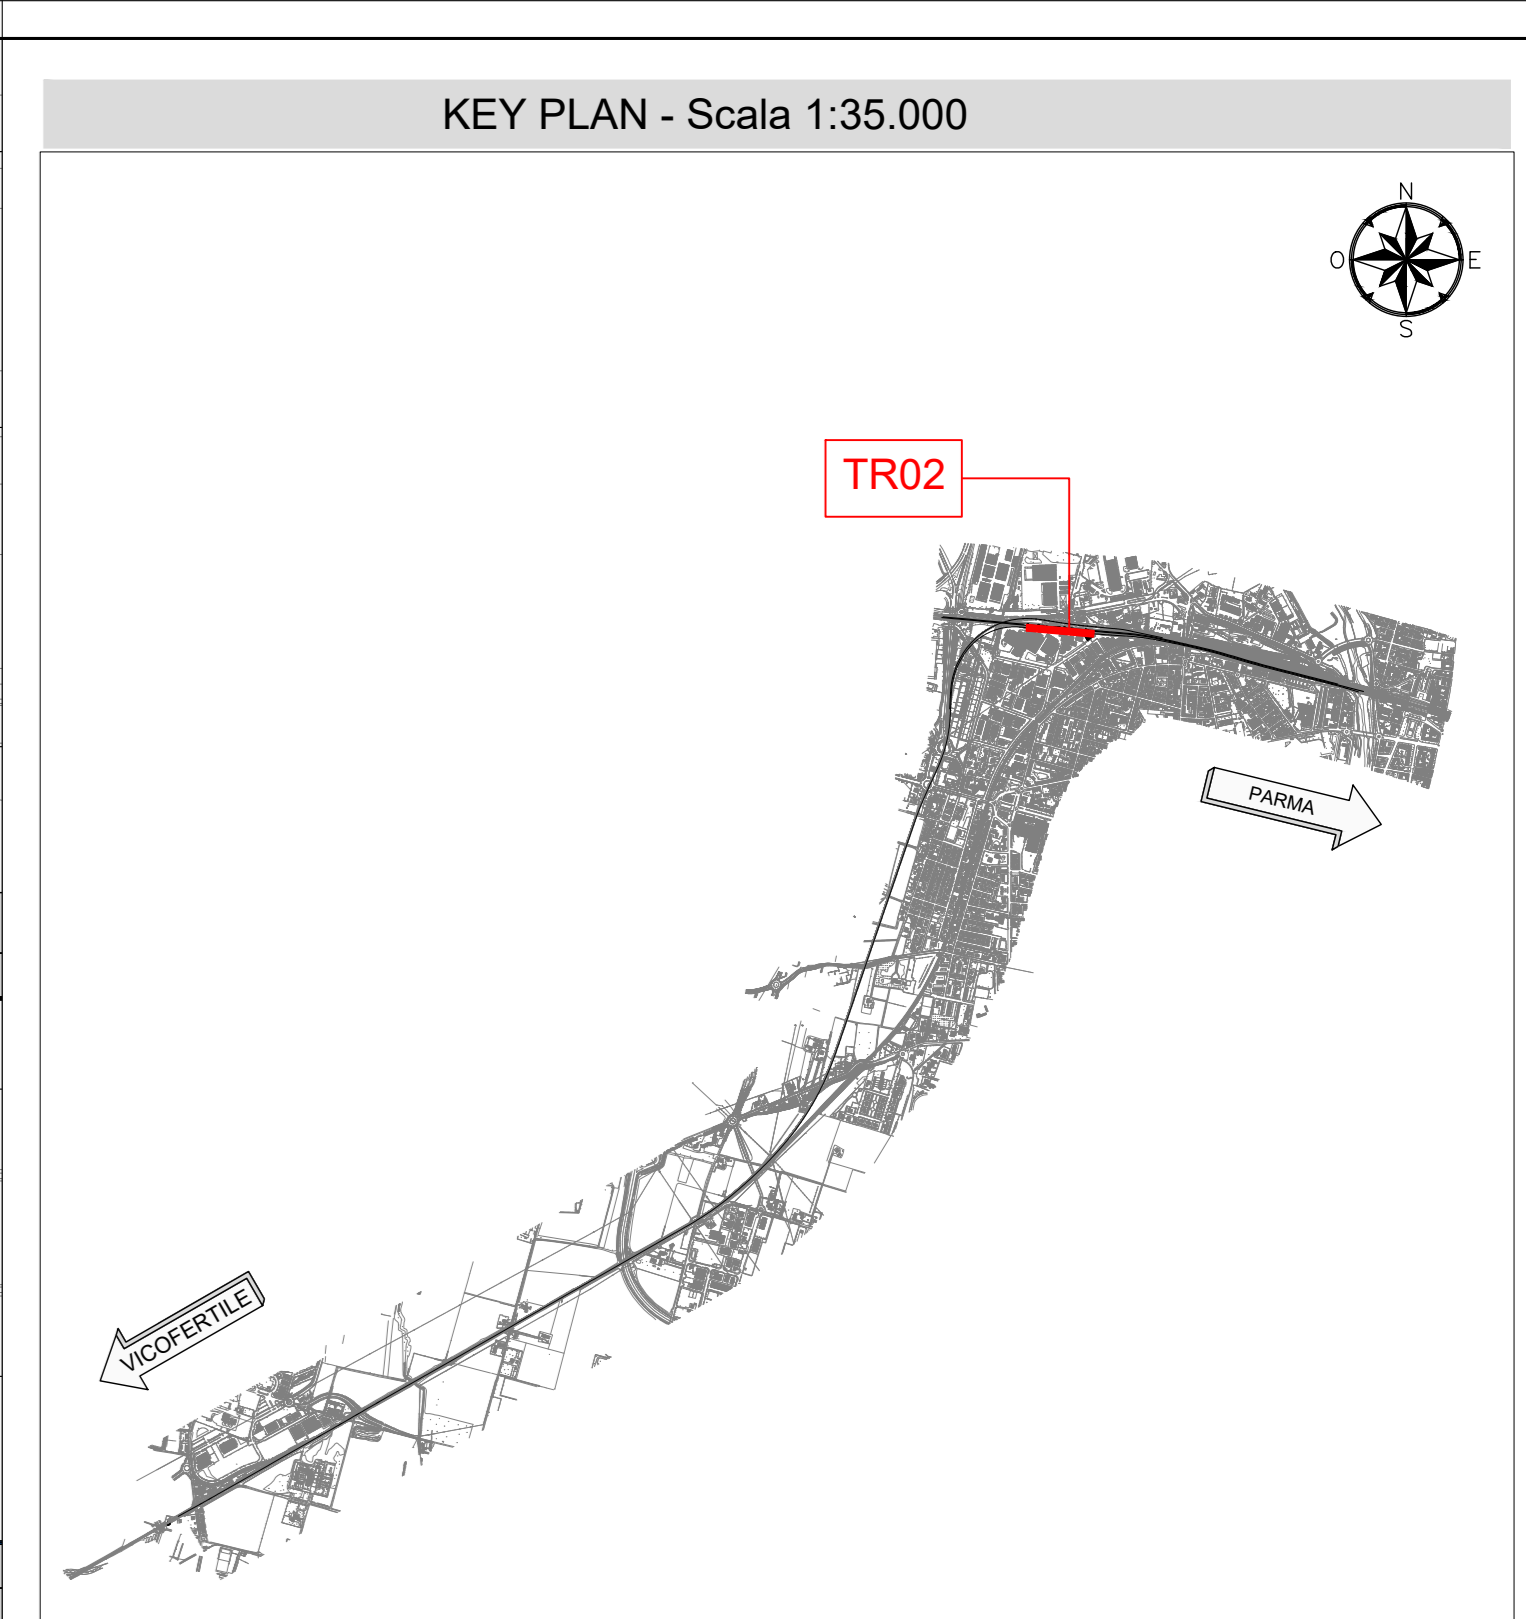 KEY PLAN - Scala 1:35.000
N
O
E
S
TR02
PARMA
VICOFERTILE